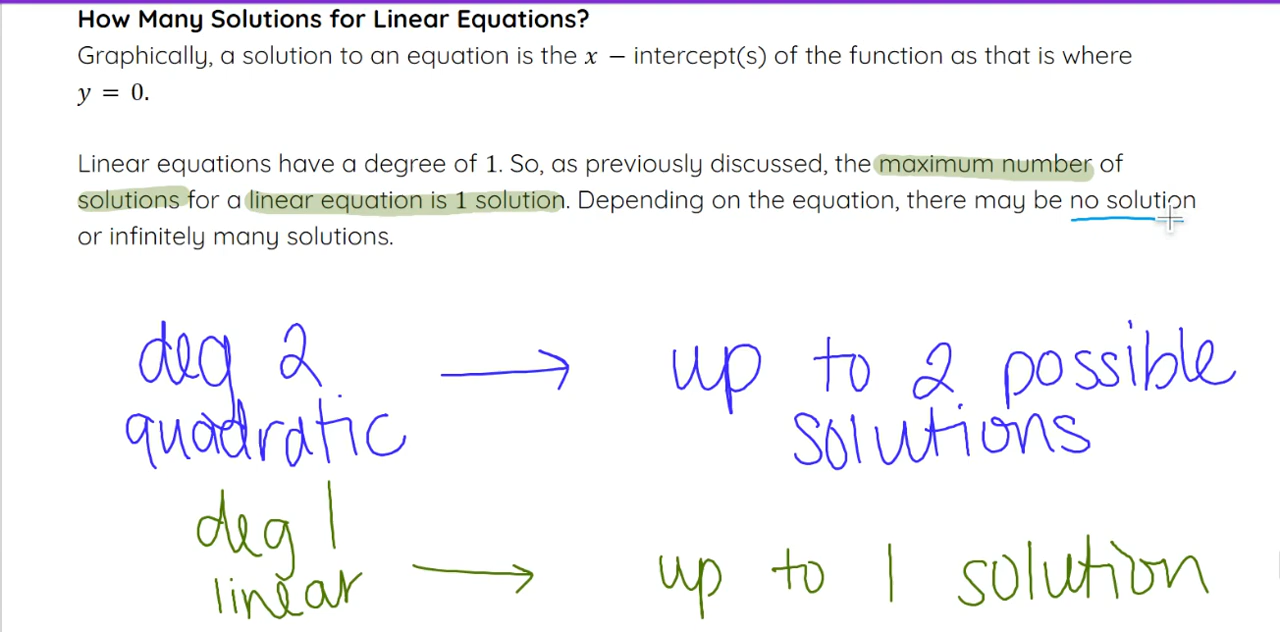 How Many Solutions for Linear Equations?
Graphically, a solution to an equation is the x – intercept(s) of the function as that is where
y = 0.
Linear equations have a degree of 1. So, as previously discussed, the maximum number of
solutions for a linear equation is 1 solution. Depending on the equation, there may be no solution
or infinitely many solutions.
deg 2 → up to 2 possible
quadratic solutions
deg 1
linear → up to 1 solution